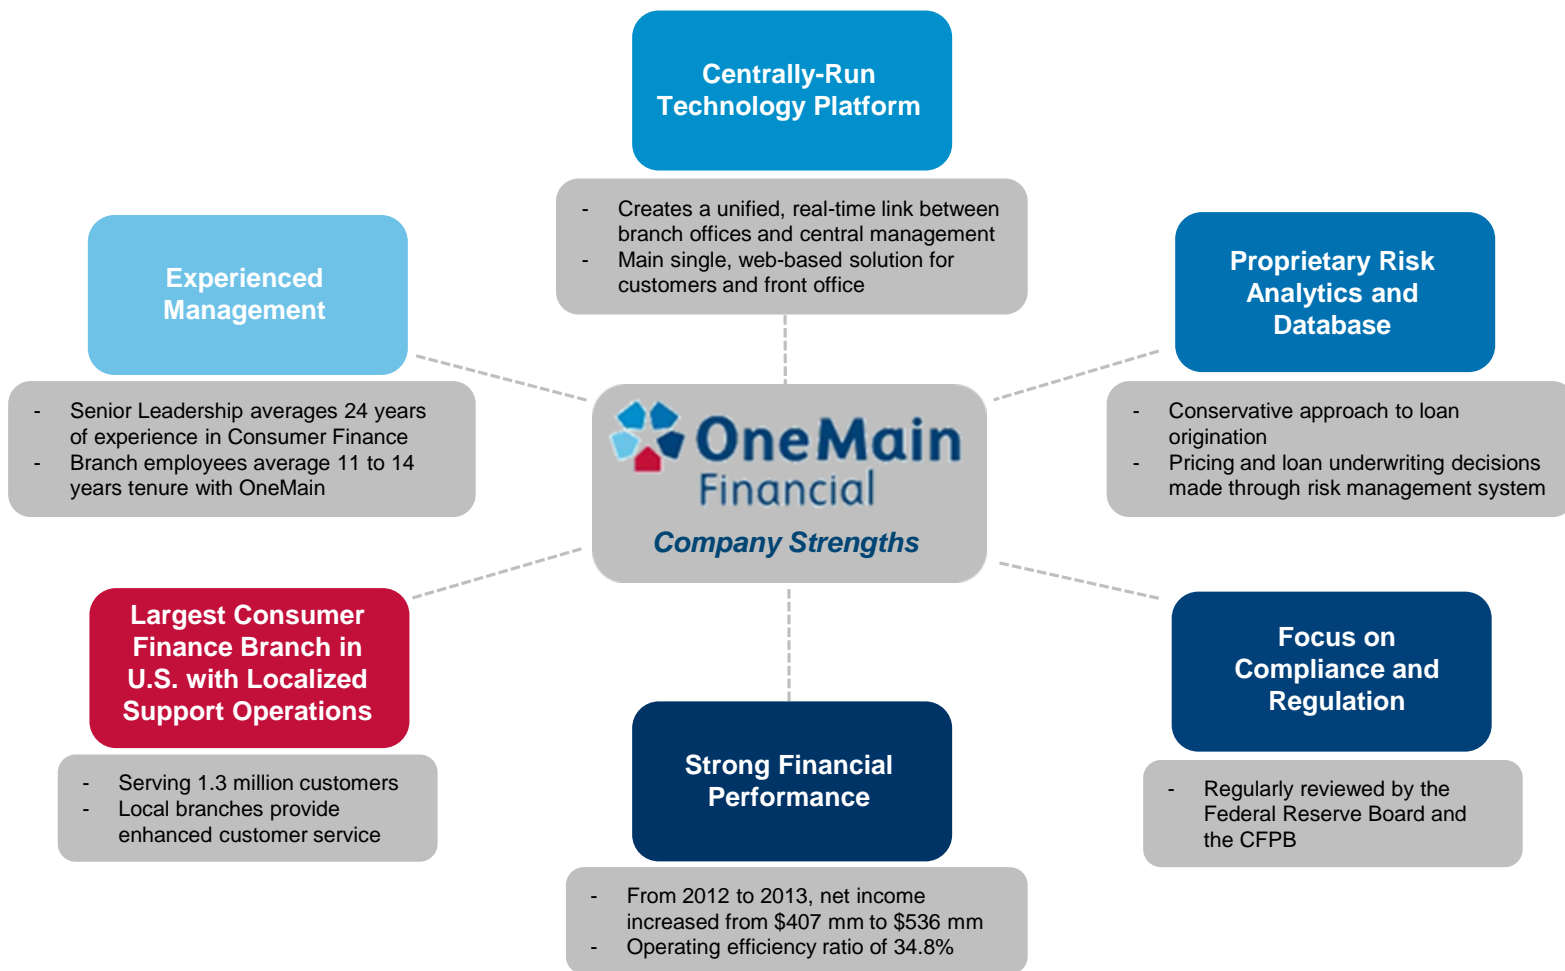 Centrally-Run
Technology Platform
- Creates a unified, real-time link between
branch offices and central management
- Main single, web-based solution for
customers and front office
Experienced
Management
- Senior Leadership averages 24 years
of experience in Consumer Finance
- Branch employees average 11 to 14
years tenure with OneMain
Proprietary Risk
Analytics and
Database
- Conservative approach to loan
origination
- Pricing and loan underwriting decisions
made through risk management system
OneMain
Financial
Company Strengths
Largest Consumer
Finance Branch in
U.S. with Localized
Support Operations
- Serving 1.3 million customers
- Local branches provide
enhanced customer service
Strong Financial
Performance
- From 2012 to 2013, net income
increased from $407 mm to $536 mm
- Operating efficiency ratio of 34.8%
Focus on
Compliance and
Regulation
- Regularly reviewed by the
Federal Reserve Board and
the CFPB